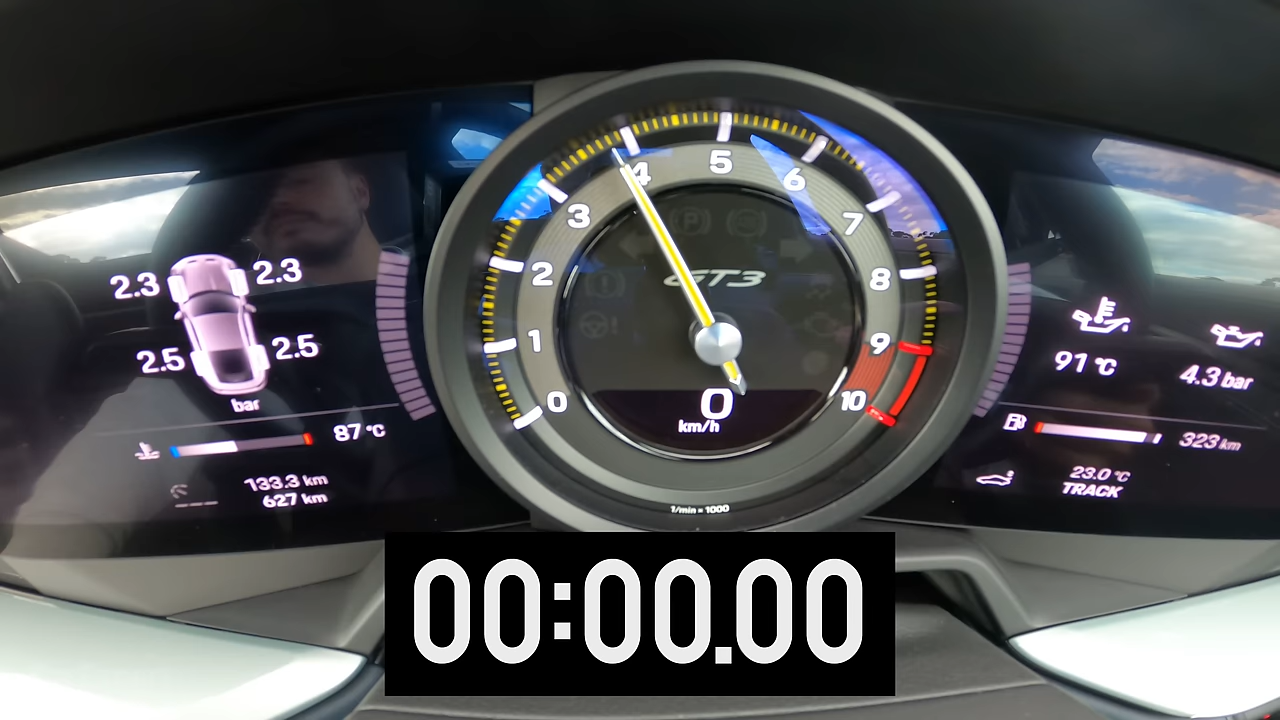 2.3 2.3
2.5 2.5
bar
87 °C
133.3 km
627 km
0 1 2 3 4 5 6 7 8 9 10
GT3
0
km/h
1/min = 1000
91 °C
4.3 bar
323 km
23.0 °C
TRACK
00:00.00